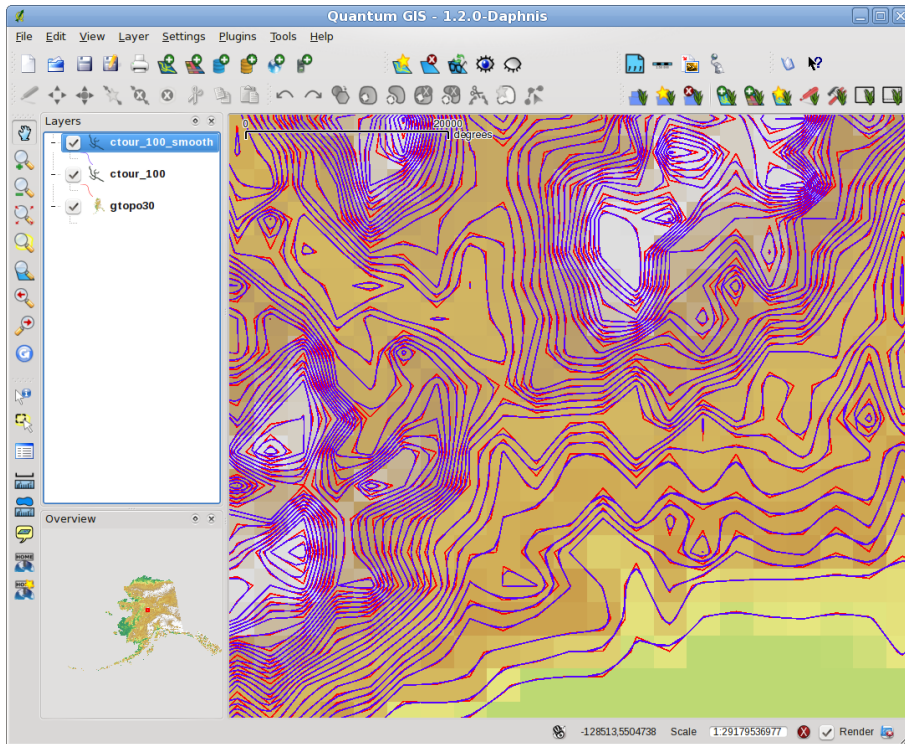 Quantum GIS - 1.2.0-Daphnis
File Edit View Layer Settings Plugins Tools Help
Layers
ctour_100_smooth
ctour_100
gtopo30
0 20000
degrees
Overview
HOME
-128513,5504738 Scale 1:29179536977 Render